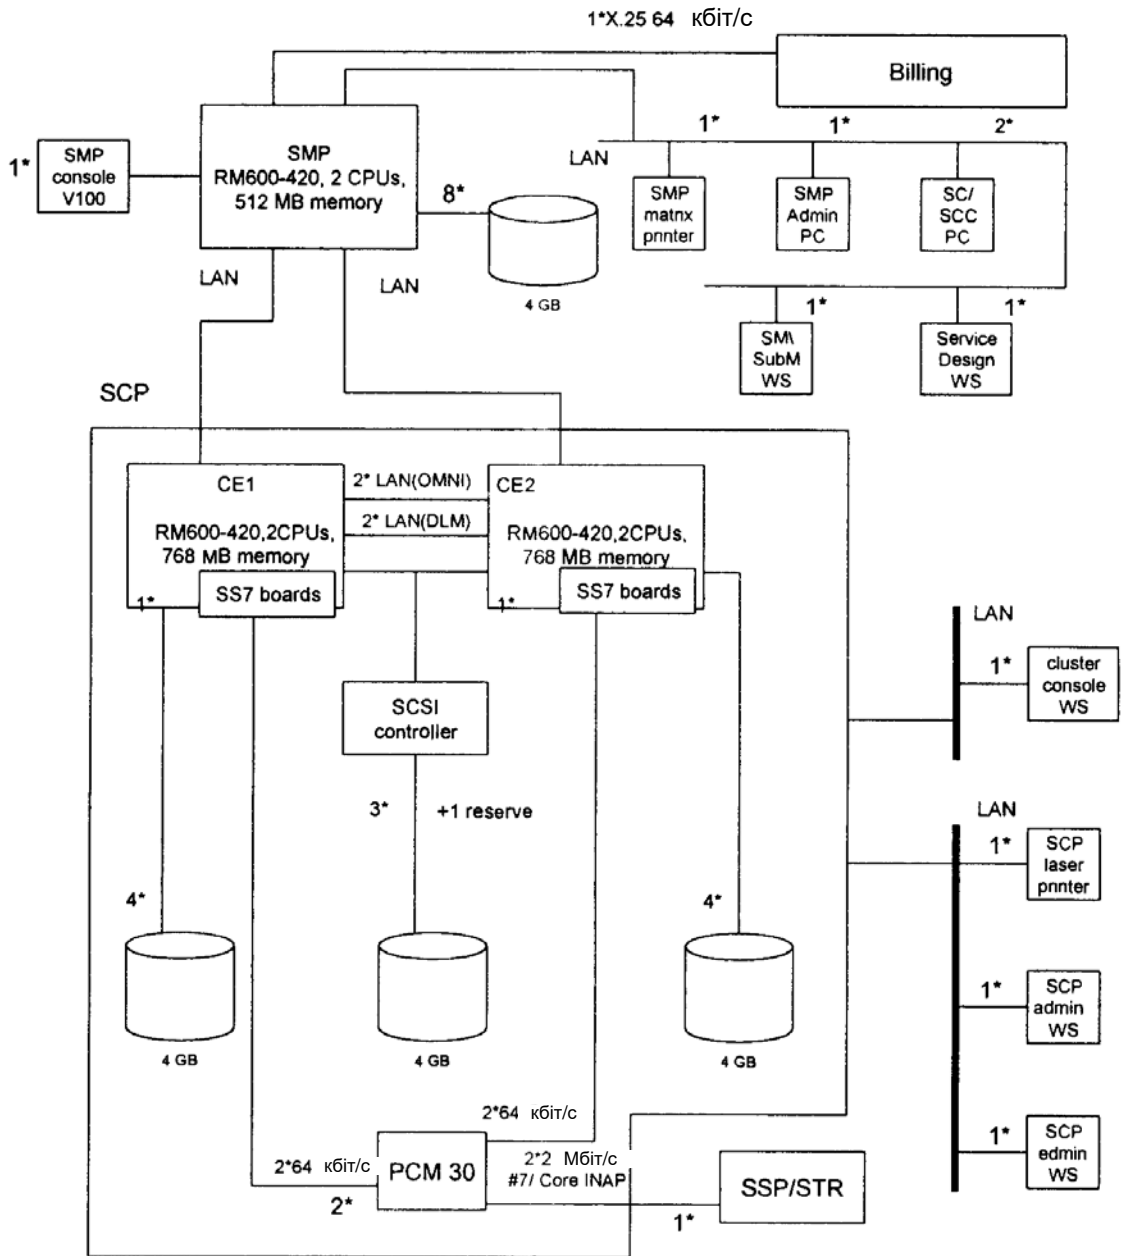 1*X.25 64 кбіт/с
Billing
1*
SMP
console
V100
SMP
RM600-420, 2 CPUs,
512 MB memory
8*
4 GB
LAN
1*
1*
2*
SMP
matnx
pnnter
SMP
Admin
PC
SC/
SCC
PC
1*
1*
SM\
SubM
WS
Service
Design
WS
LAN
LAN
SCP
CE1
RM600-420,2CPUs,
768 MB memory
SS7 boards
1*
2* LAN(OMNI)
2* LAN(DLM)
CE2
RM600-420,2CPUs,
768 MB memory
SS7 boards
1*
SCSI
controller
3*
+1 reserve
4*
4 GB
4 GB
4*
4 GB
LAN
1*
cluster
console
WS
LAN
1*
SCP
laser
pnnter
1*
SCP
admin
WS
1*
SCP
edmin
WS
2*64 кбіт/с
2*64 кбіт/с
2*
PCM 30
2*2 Мбіт/с
#7/ Core INAP
1*
SSP/STR